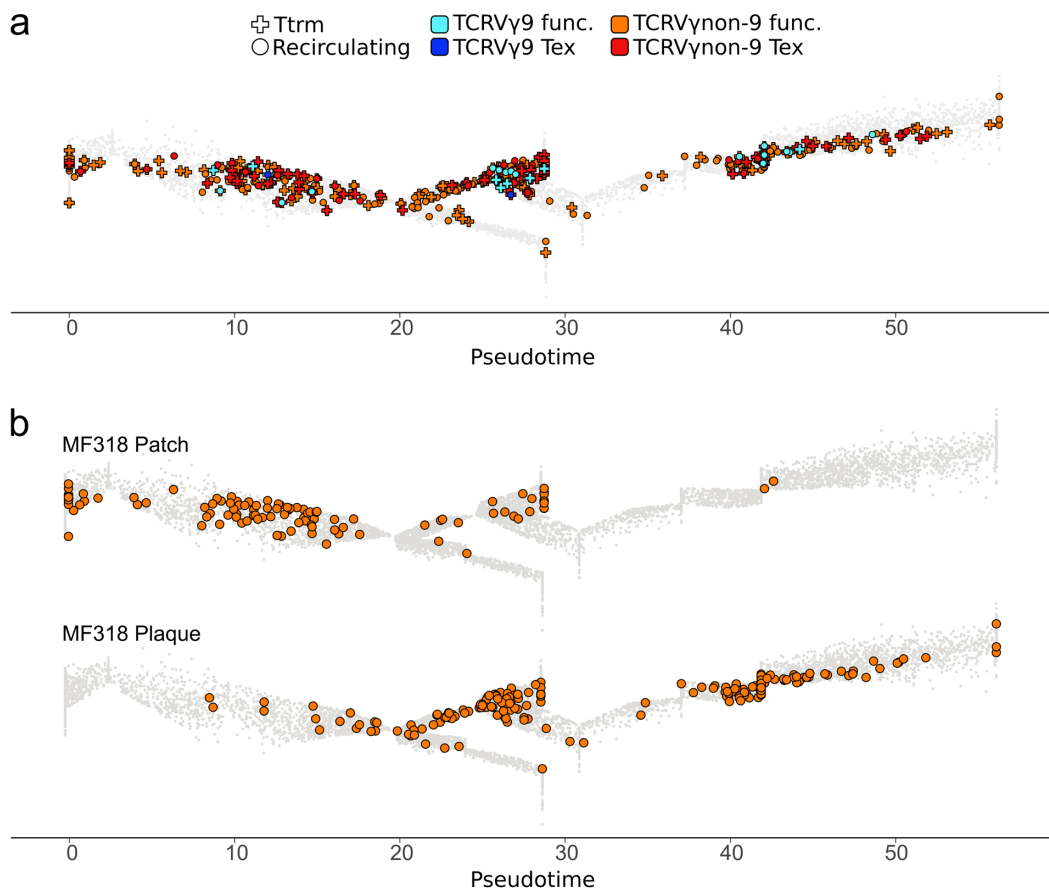 a
Ttrm TCRVγ9 func. TCRVγnon-9 func.
Recirculating TCRVγ9 Tex TCRVγnon-9 Tex
0 10 20 30 40 50
Pseudotime
b
MF318 Patch
MF318 Plaque
0 10 20 30 40 50
Pseudotime